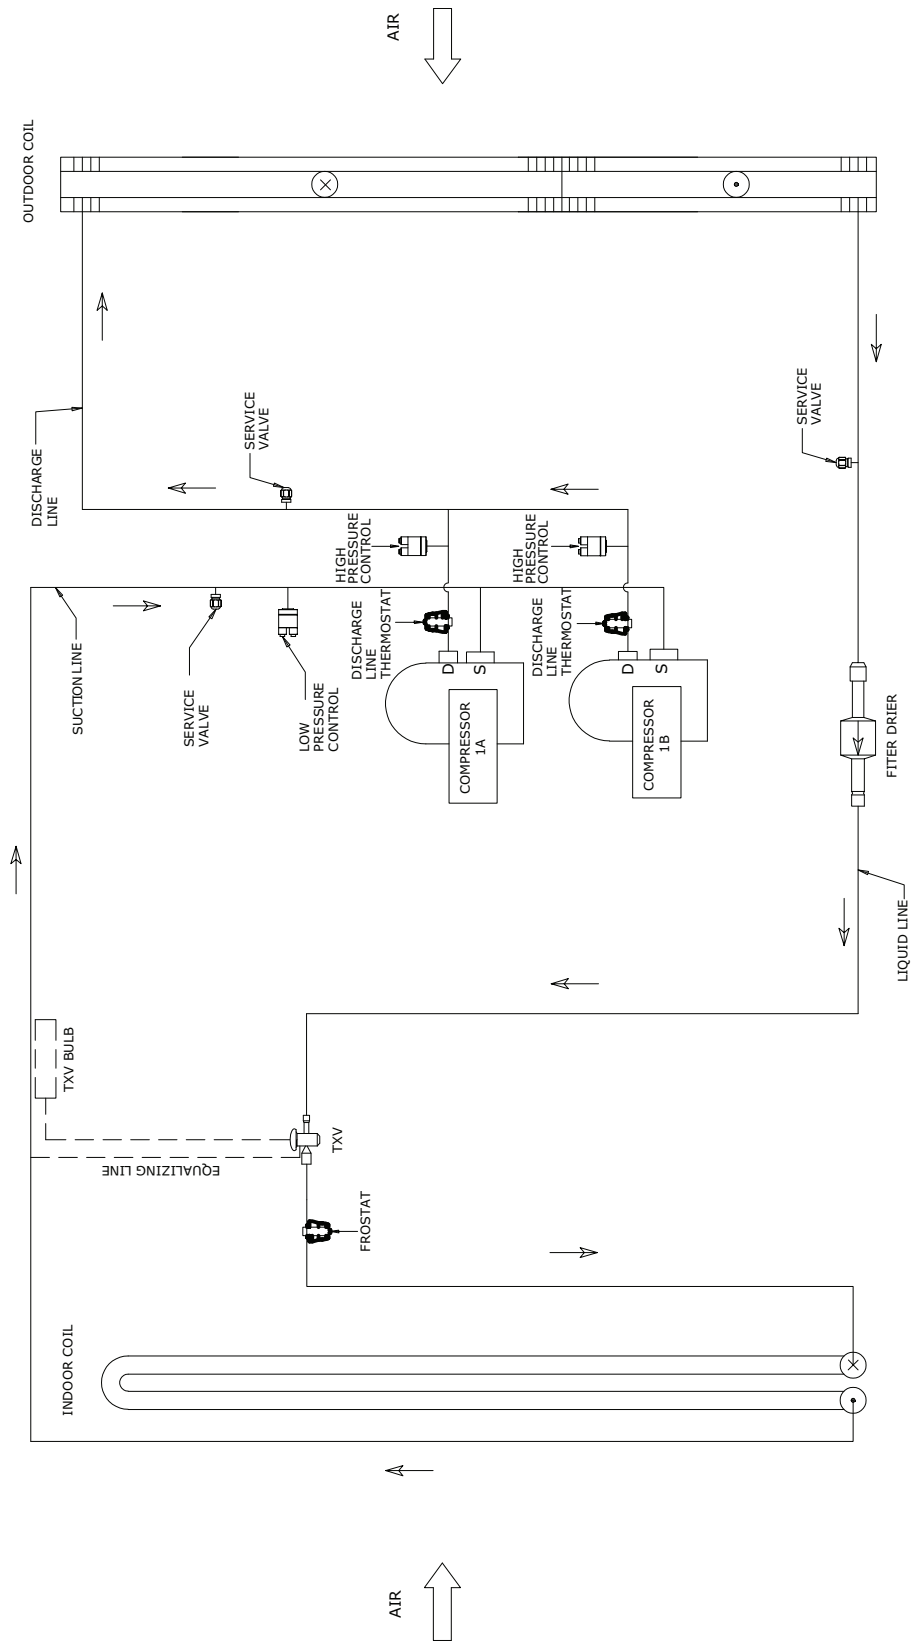 AIR
OUTDOOR COIL
DISCHARGE
LINE
SERVICE
VALVE
SERVICE
VALVE
HIGH
PRESSURE
CONTROL
HIGH
PRESSURE
CONTROL
SUCTION LINE
SERVICE
VALVE
LOW
PRESSURE
CONTROL
DISCHARGE
LINE
THERMOSTAT
DISCHARGE
LINE
THERMOSTAT
D
S
COMPRESSOR
1A
D
S
COMPRESSOR
1B
FITER DRIER
LIQUID LINE
TXV BULB
EQUALIZING LINE
TXV
FROSTAT
INDOOR COIL
AIR